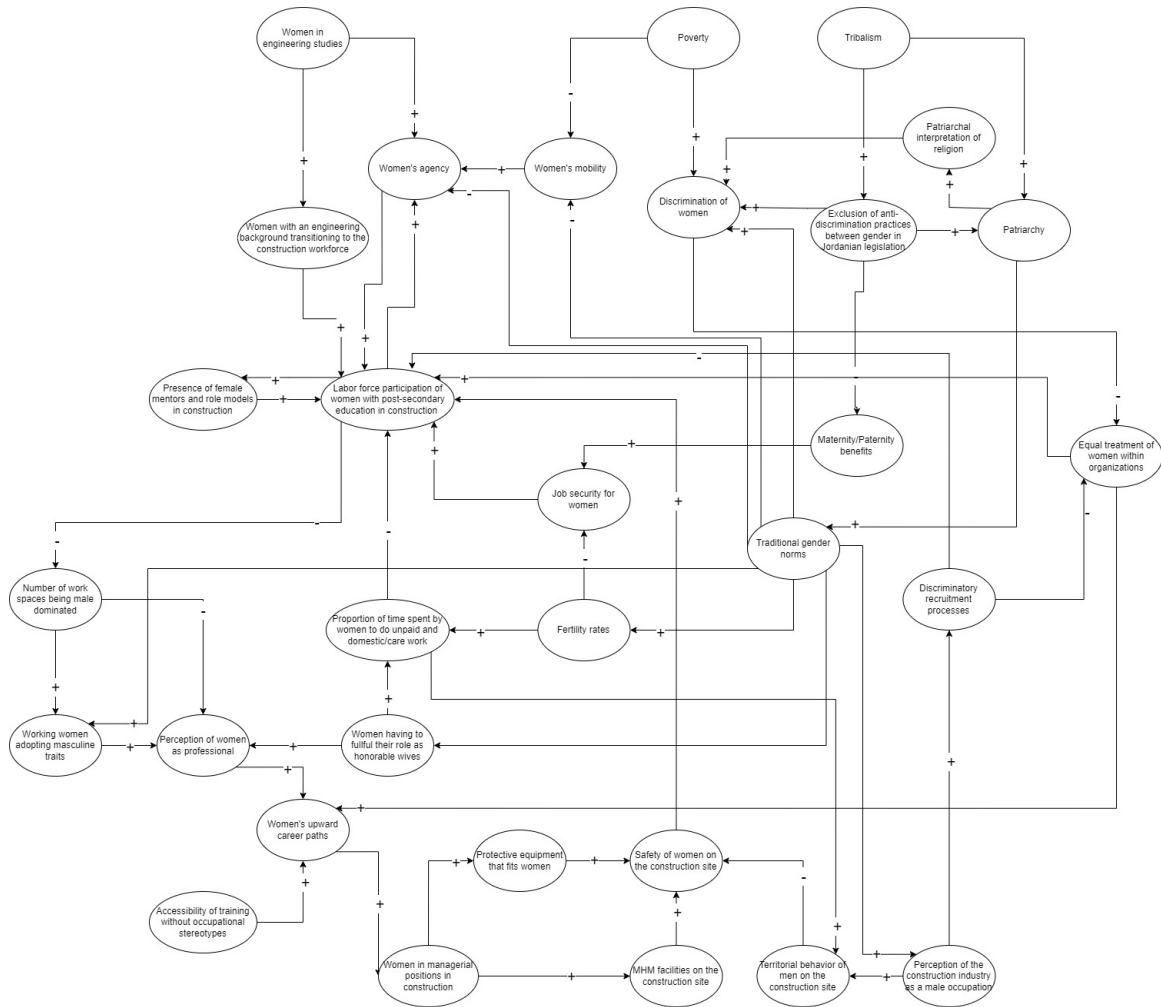 Women in
engineering studies
Poverty
Tribalism
-
+
+
+
+
+
Patriarchal
interpretation of
religion
Women's agency
+
Women's mobility
-
-
+
+
Discrimination of
women
+
+
Exclusion of anti-
discrimination practices
between gender in
Jordanian legislation
+
Patriarchy
Women with an engineering
background transitioning to the
construction workforce
+
+
+
-
-
-
Presence of female
mentors and role models
in construction
+
+
Labor force participation of
women with post-secondary
education in construction
+
-
Maternity/Paternity
benefits
+
Equal treatment of
women within
organizations
+
Job security for
women
+
-
-
-
-
+
Traditional gender
norms
-
Number of work
spaces being male
dominated
-
Proportion of time spent by
women to do unpaid and
domestic/care work
+
Fertility rates
+
Discriminatory
recruitment
processes
+
+
+
+
Working women
adopting masculine
traits
+
Perception of women
as professional
+
Women having to
fullful their role as
honorable wives
+
+
+
Women's upward
career paths
+
Protective equipment
that fits women
+
+
Safety of women on
the construction site
-
+
+
Accessibility of training
without occupational
stereotypes
+
+
+
Women in managerial
positions in
construction
+
MHM facilities on the
construction site
Territorial behavior of
men on the
construction site
+
Perception of the
construction industry
as a male occupation